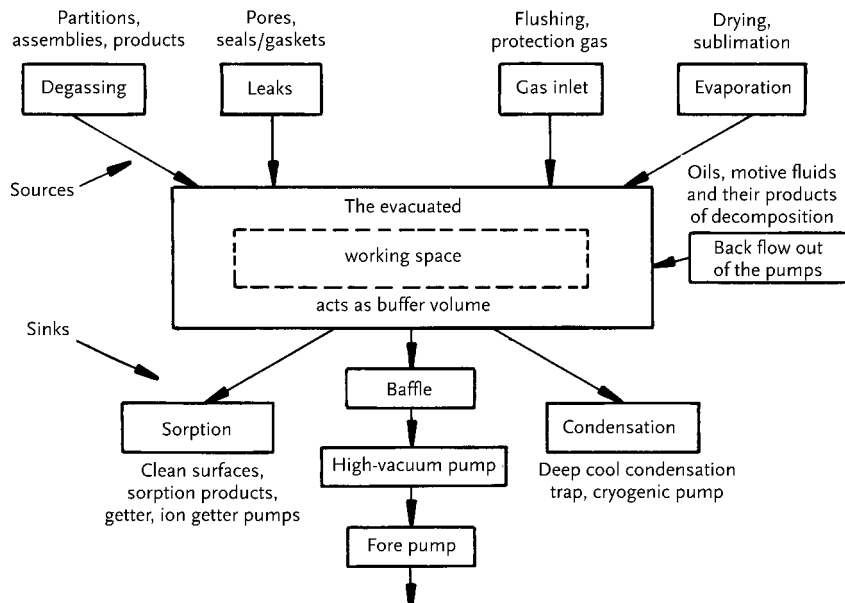 Partitions,
assemblies, products
Pores,
seals/gaskets
Flushing,
protection gas
Drying,
sublimation
Degassing
Leaks
Gas inlet
Evaporation
Sources
Oils, motive fluids
and their products
of decomposition
The evacuated
working space
acts as buffer volume
Back flow out
of the pumps
Sinks
Baffle
Sorption
Condensation
Clean surfaces,
sorption products,
getter, ion getter pumps
High-vacuum pump
Deep cool condensation
trap, cryogenic pump
Fore pump